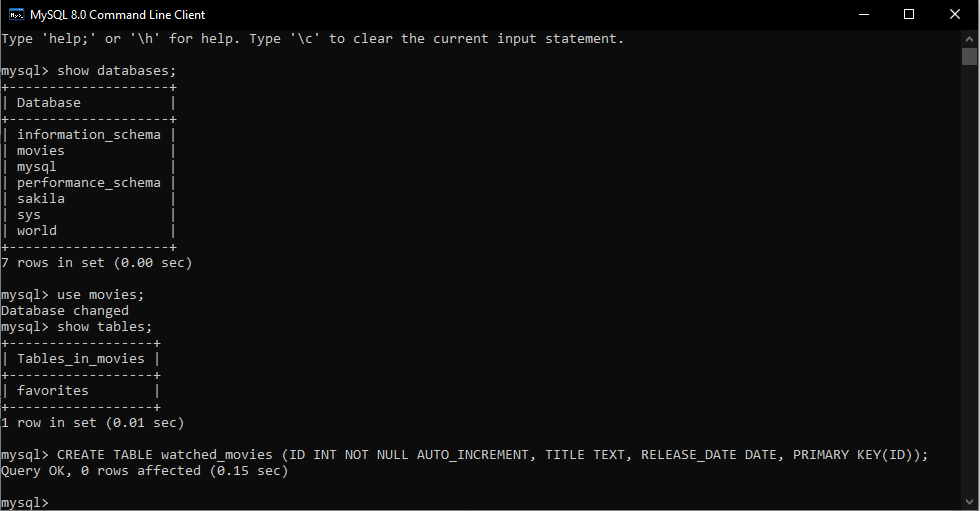 MySQL 8.0 Command Line Client
Type 'help;' or '\h' for help. Type '\c' to clear the current input statement.
mysql> show databases;
+--------------------+
| Database           |
+--------------------+
| information_schema |
| movies             |
| mysql              |
| performance_schema |
| sakila             |
| sys                |
| world              |
+--------------------+
7 rows in set (0.00 sec)
mysql> use movies;
Database changed
mysql> show tables;
+------------------+
| Tables_in_movies |
+------------------+
| favorites        |
+------------------+
1 row in set (0.01 sec)
mysql> CREATE TABLE watched_movies (ID INT NOT NULL AUTO_INCREMENT, TITLE TEXT, RELEASE_DATE DATE, PRIMARY KEY(ID));
Query OK, 0 rows affected (0.15 sec)
mysql>